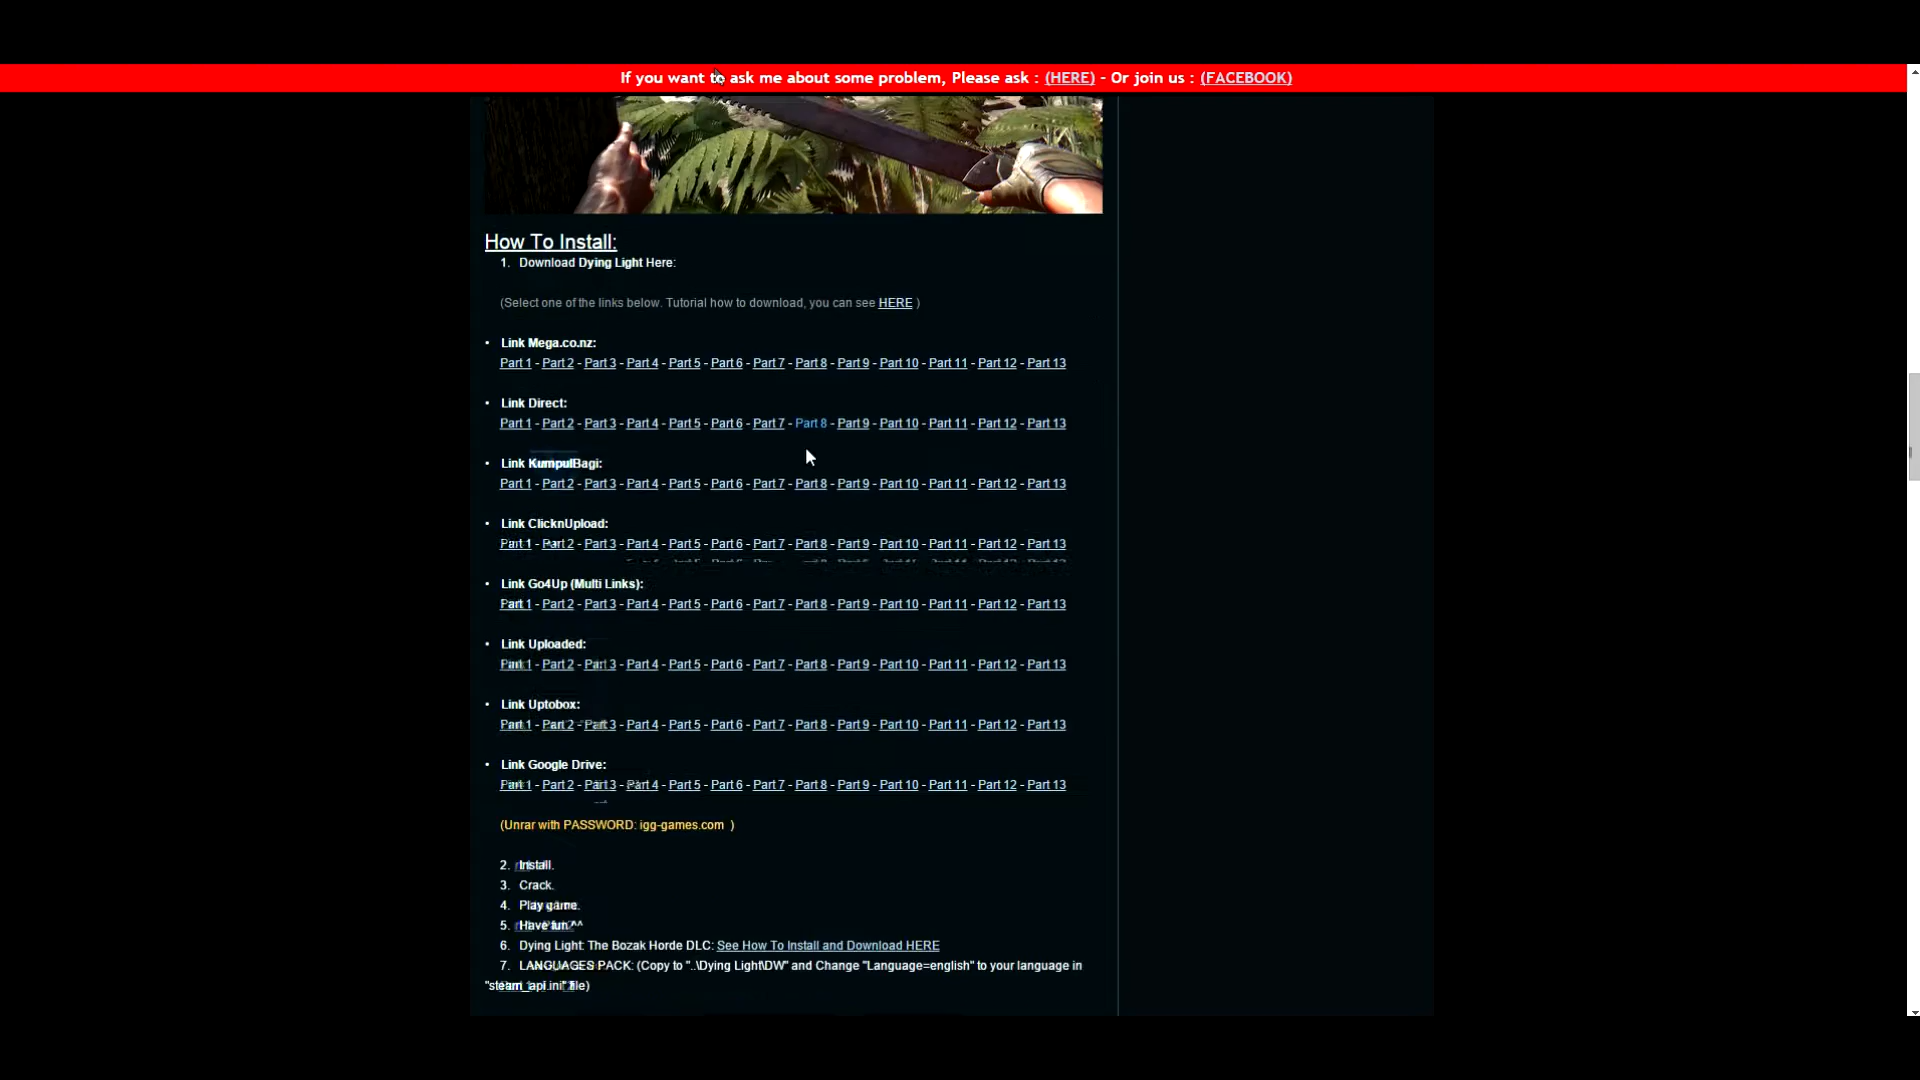 If you want to ask me about some problem, Please ask : (HERE) - Or join us : (FACEBOOK)
How To Install:
1. Download Dying Light Here:
(Select one of the links below. Tutorial how to download, you can see HERE )
• Link Mega.co.nz:
Part 1 - Part 2 - Part 3 - Part 4 - Part 5 - Part 6 - Part 7 - Part 8 - Part 9 - Part 10 - Part 11 - Part 12 - Part 13
• Link Direct:
Part 1 - Part 2 - Part 3 - Part 4 - Part 5 - Part 6 - Part 7 - Part 8 - Part 9 - Part 10 - Part 11 - Part 12 - Part 13
• Link KumpulBagi:
Part 1 - Part 2 - Part 3 - Part 4 - Part 5 - Part 6 - Part 7 - Part 8 - Part 9 - Part 10 - Part 11 - Part 12 - Part 13
• Link ClicknUpload:
Part 1 - Part 2 - Part 3 - Part 4 - Part 5 - Part 6 - Part 7 - Part 8 - Part 9 - Part 10 - Part 11 - Part 12 - Part 13
• Link Go4Up (Multi Links):
Part 1 - Part 2 - Part 3 - Part 4 - Part 5 - Part 6 - Part 7 - Part 8 - Part 9 - Part 10 - Part 11 - Part 12 - Part 13
• Link Uploaded:
Part 1 - Part 2 - Part 3 - Part 4 - Part 5 - Part 6 - Part 7 - Part 8 - Part 9 - Part 10 - Part 11 - Part 12 - Part 13
• Link Uptobox:
Part 1 - Part 2 - Part 3 - Part 4 - Part 5 - Part 6 - Part 7 - Part 8 - Part 9 - Part 10 - Part 11 - Part 12 - Part 13
• Link Google Drive:
Part 1 - Part 2 - Part 3 - Part 4 - Part 5 - Part 6 - Part 7 - Part 8 - Part 9 - Part 10 - Part 11 - Part 12 - Part 13
(Unrar with PASSWORD: igg-games.com )
2. Install.
3. Crack.
4. Play game.
5. Have fun ^^
6. Dying Light: The Bozak Horde DLC: See How To Install and Download HERE
7. LANGUAGES PACK: (Copy to "..\Dying Light\DW" and Change "Language=english" to your language in
"steam_api.ini" file)